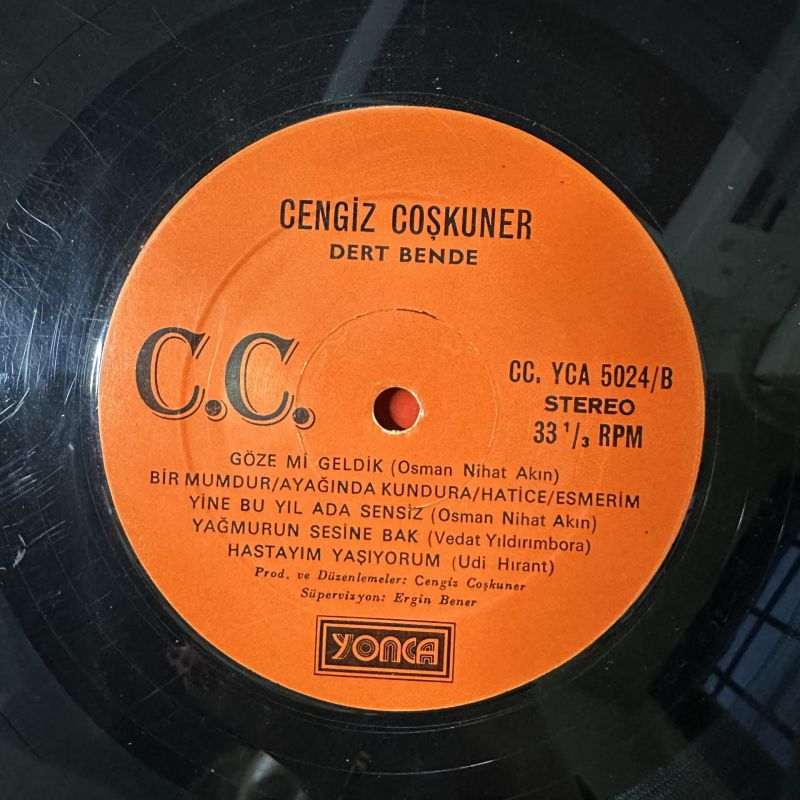 CENGİZ COŞKUNER
DERT BENDE
C.C.
CC. YCA 5024/B
STEREO
33 1/3 RPM
GÖZE Mİ GELDİK (Osman Nihat Akın)
BİR MUMDUR/AYAĞINDA KUNDURA/HATİCE/ESMERİM
YİNE BU YIL ADA SENSİZ (Osman Nihat Akın)
YAĞMURUN SESİNE BAK (Vedat Yıldırımbora)
HASTAYIM YAŞIYORUM (Udi Hırant)
Prod. ve Düzenlemeler: Cengiz Coşkuner
Süpervizyon: Ergin Bener
YONCA